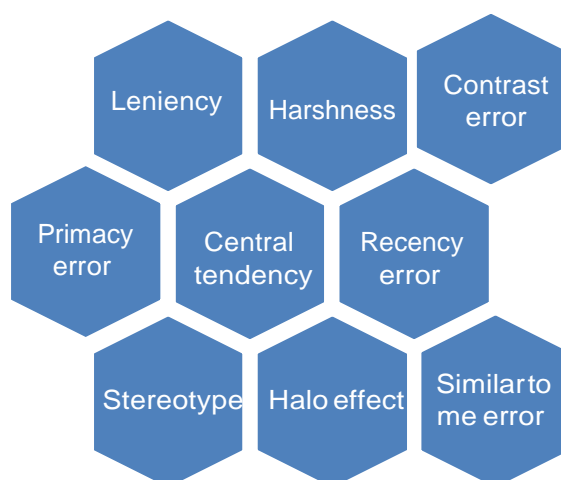 Leniency
Harshness
Contrast
error
Primacy
error
Central
tendency
Recency
error
Stereotype
Halo effect
Similar to
me error